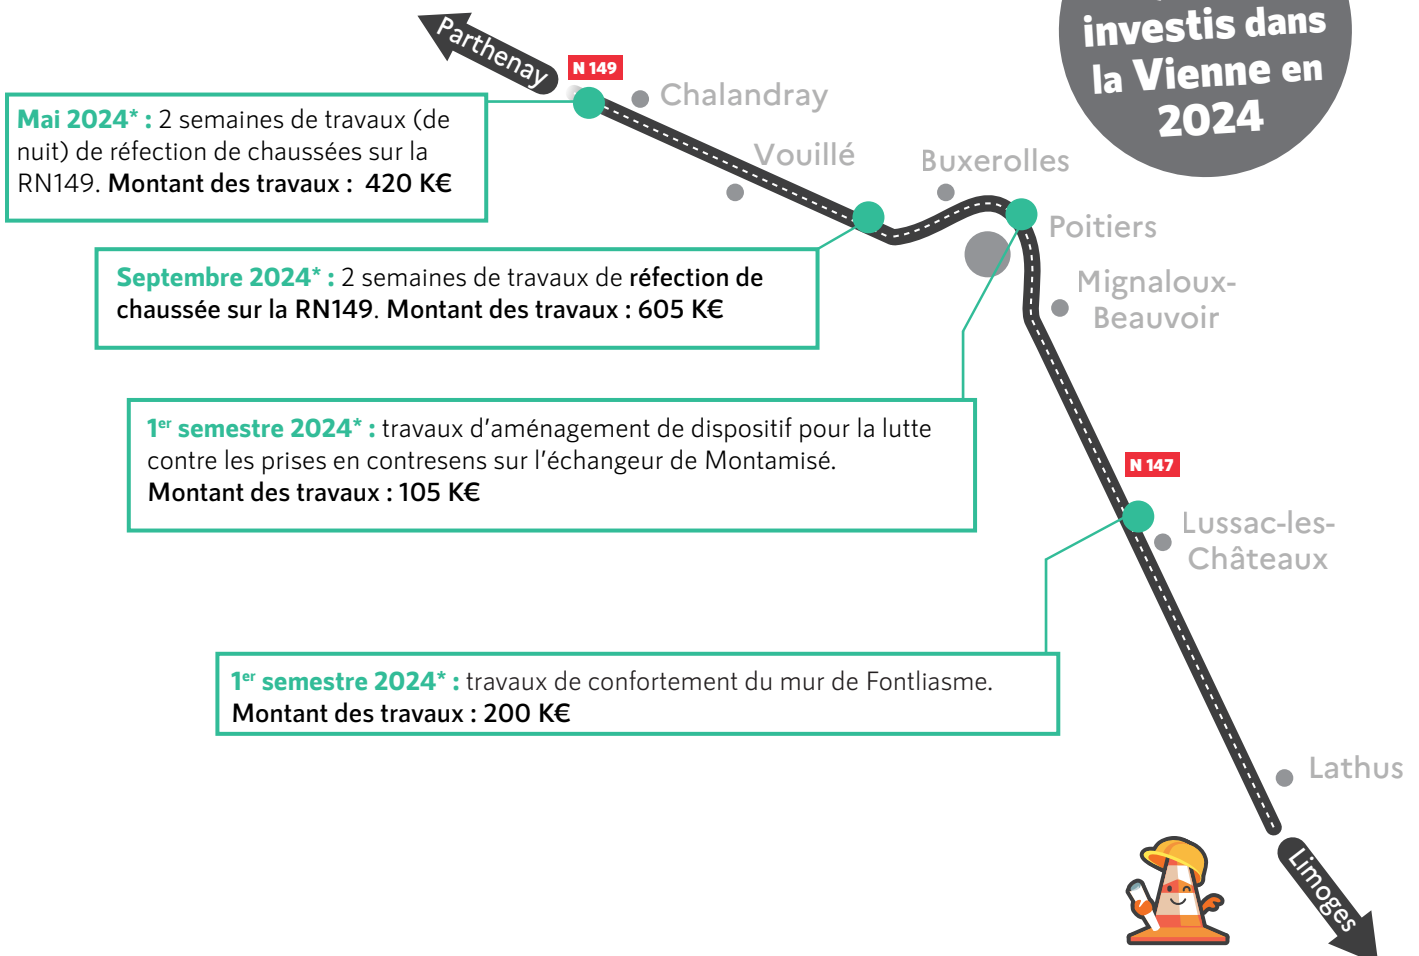 investis dans
la Vienne en
2024
Parthenay
N 149
Chalandray
Mai 2024* : 2 semaines de travaux (de
nuit) de réfection de chaussées sur la
RN149. Montant des travaux : 420 K€
Vouillé
Buxerolles
Poitiers
Septembre 2024* : 2 semaines de travaux de réfection de
chaussée sur la RN149. Montant des travaux : 605 K€
Mignaloux-
Beauvoir
1er semestre 2024* : travaux d'aménagement de dispositif pour la lutte
contre les prises en contresens sur l'échangeur de Montamisé.
Montant des travaux : 105 K€
N 147
Lussac-les-
Châteaux
1er semestre 2024* : travaux de confortement du mur de Fontliasme.
Montant des travaux : 200 K€
Lathus
Limoges